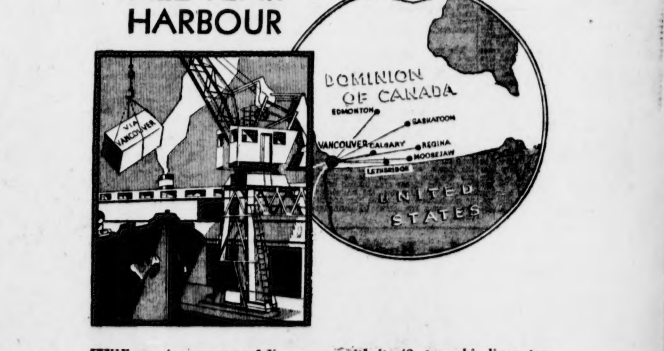 HARBOUR
VIA
VANCOUVER
DOMINION
OF CANADA
EDMONTON
SASKATOON
VANCOUVER CALGARY REGINA
MOOSEJAW
LETHBRIDGE
UNITED
STATES